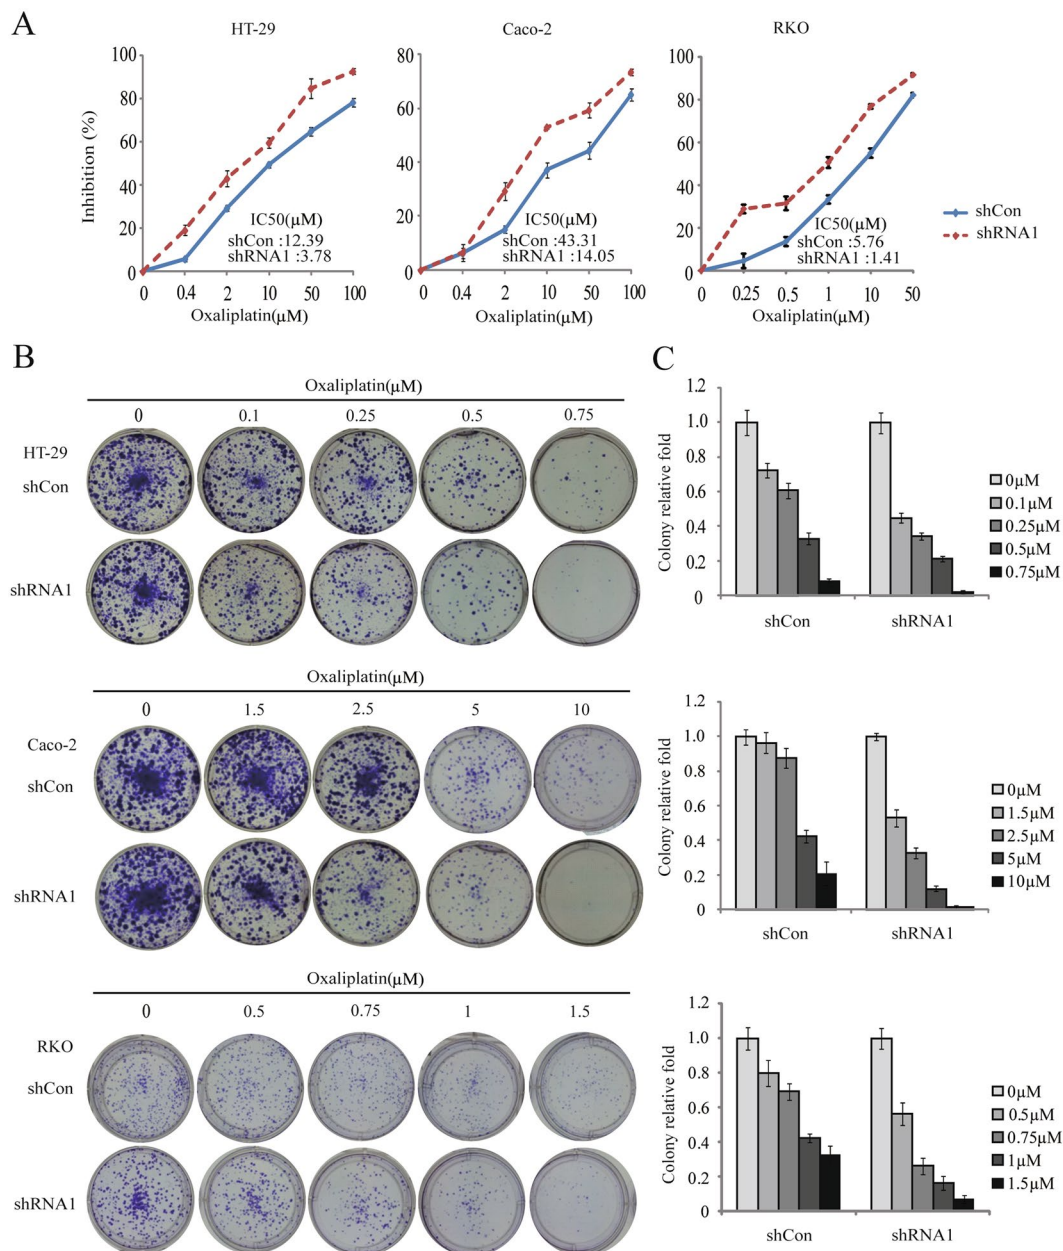 A
HT-29
Caco-2
RKO
Inhibition (%)
100
80
60
40
20
0
0 0.4 2 10 50 100
Oxaliplatin(μM)
IC50(μM)
shCon :12.39
shRNA1 :3.78
80
60
40
20
0
0 0.4 2 10 50 100
Oxaliplatin(μM)
IC50(μM)
shCon :43.31
shRNA1 :14.05
100
80
60
40
20
0
0 0.25 0.5 1 10 50
Oxaliplatin(μM)
IC50(μM)
shCon :5.76
shRNA1 :1.41
shCon
shRNA1
B
Oxaliplatin(μM)
0 0.1 0.25 0.5 0.75
HT-29
shCon
shRNA1
Oxaliplatin(μM)
0 1.5 2.5 5 10
Caco-2
shCon
shRNA1
Oxaliplatin(μM)
0 0.5 0.75 1 1.5
RKO
shCon
shRNA1
C
Colony relative fold
1.2
1.0
0.8
0.6
0.4
0.2
0
shCon shRNA1
0μM
0.1μM
0.25μM
0.5μM
0.75μM
Colony relative fold
1.2
1.0
0.8
0.6
0.4
0.2
0
shCon shRNA1
0μM
1.5μM
2.5μM
5μM
10μM
Colony relative fold
1.2
1.0
0.8
0.6
0.4
0.2
0
shCon shRNA1
0μM
0.5μM
0.75μM
1μM
1.5μM